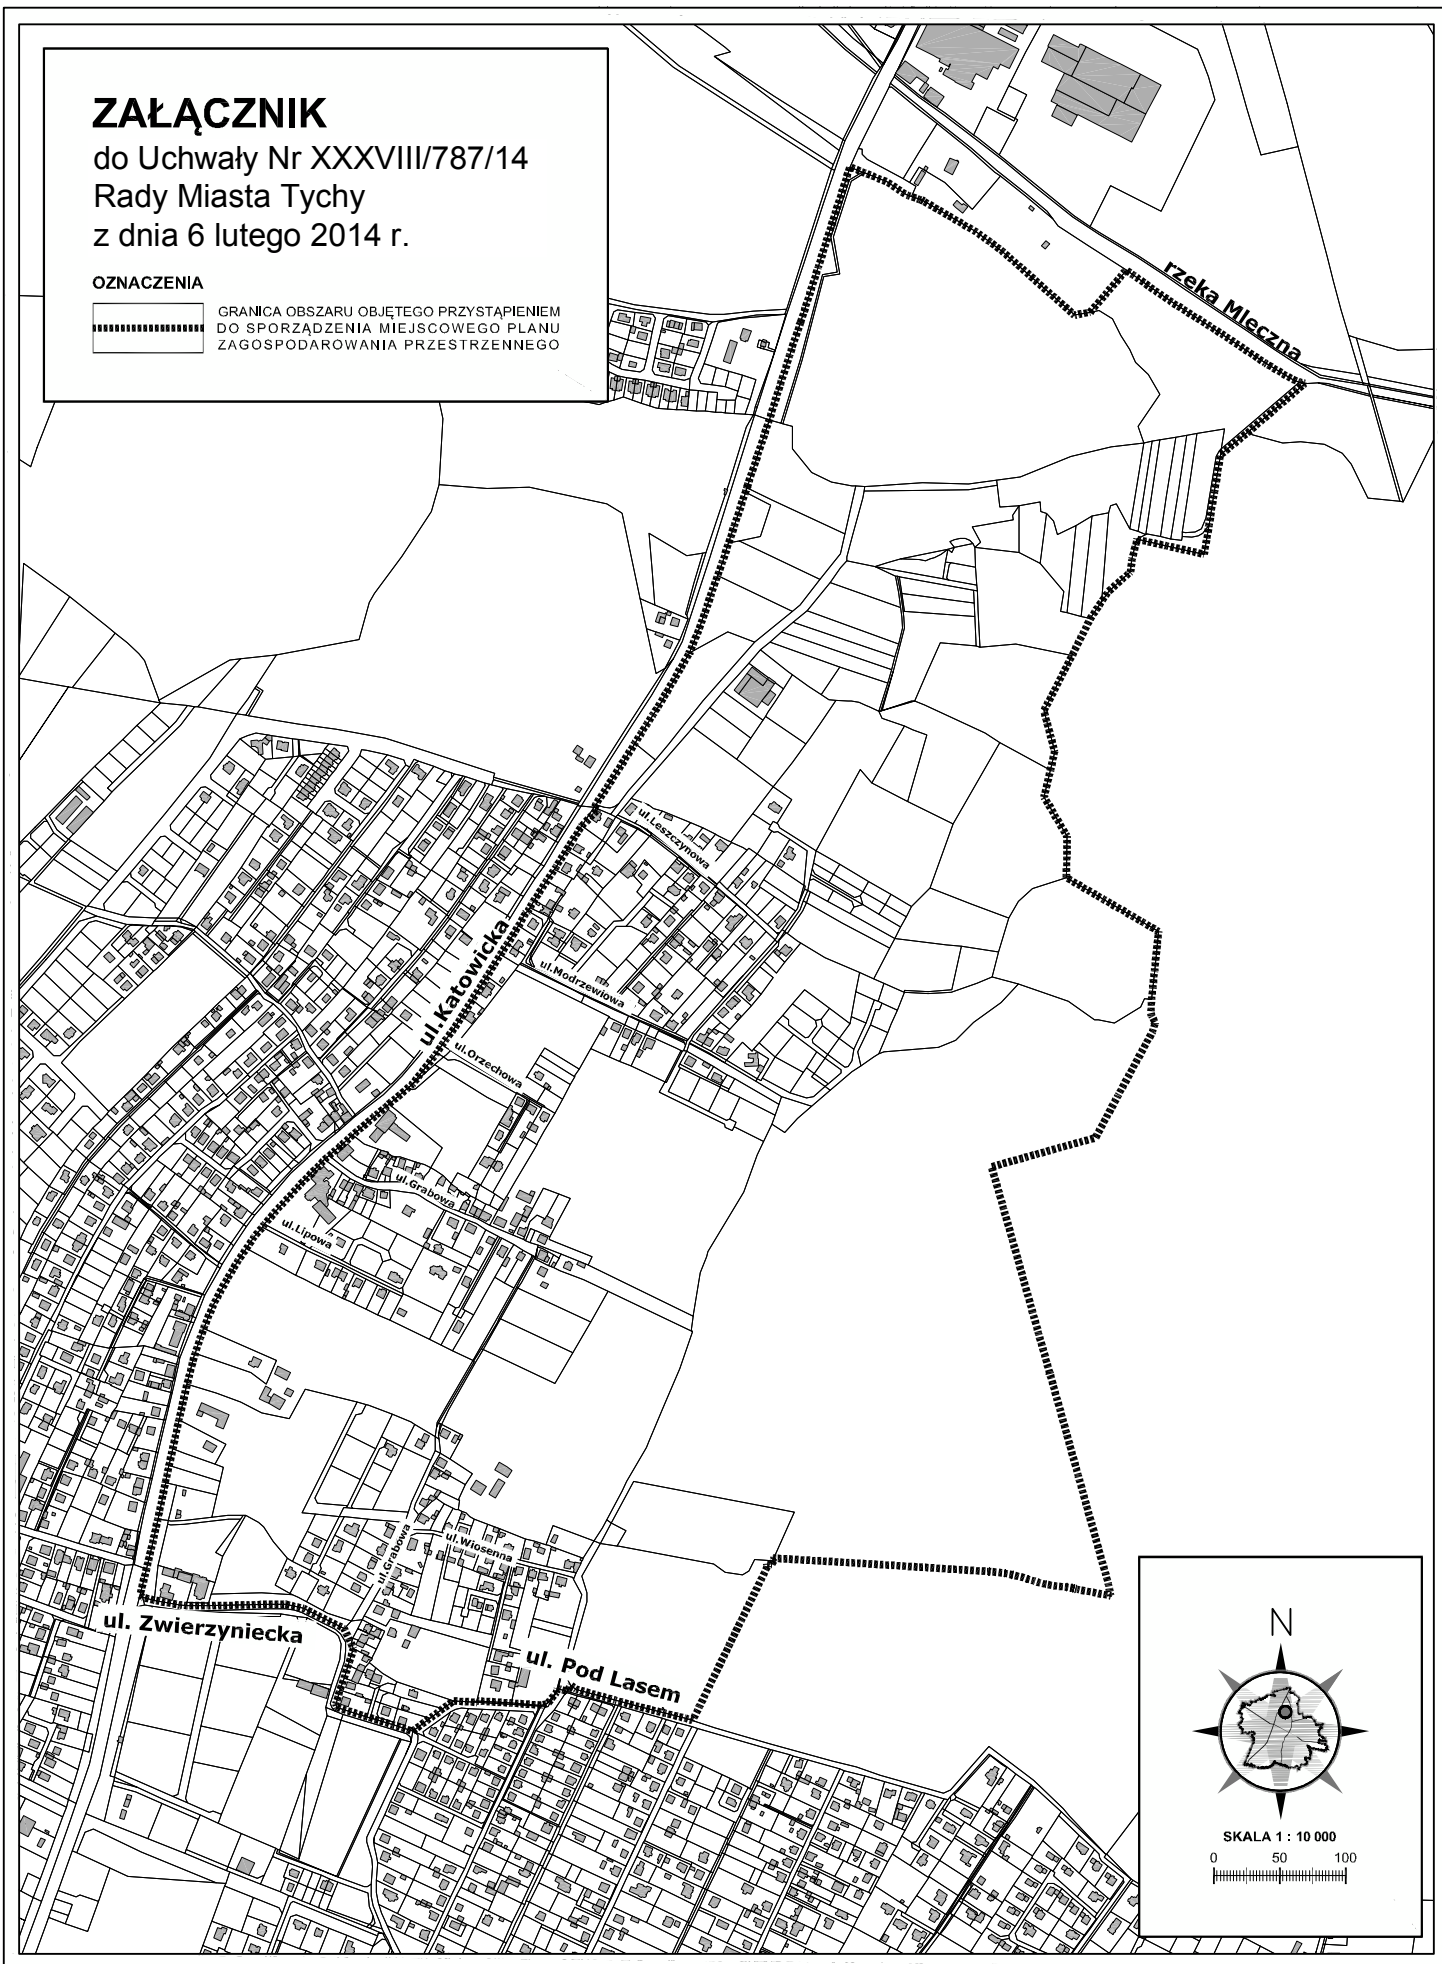 ZAŁĄCZNIK
do Uchwały Nr XXXVIII/787/14
Rady Miasta Tychy
z dnia 6 lutego 2014 r.
OZNACZENIA
GRANICA OBSZARU OBJĘTEGO PRZYSTĄPIENIEM
DO SPORZĄDZENIA MIEJSCOWEGO PLANU
ZAGOSPODAROWANIA PRZESTRZENNEGO
rzeka Mleczna
ul.Leszczynowa
ul.Katowicka
ul.Modrzewiowa
ul.Orzechowa
ul.Grabowa
ul.Lipowa
ul.Grabowa
ul.Wiosenna
ul. Zwierzyniecka
ul. Pod Lasem
N
SKALA 1 : 10 000
0 50 100